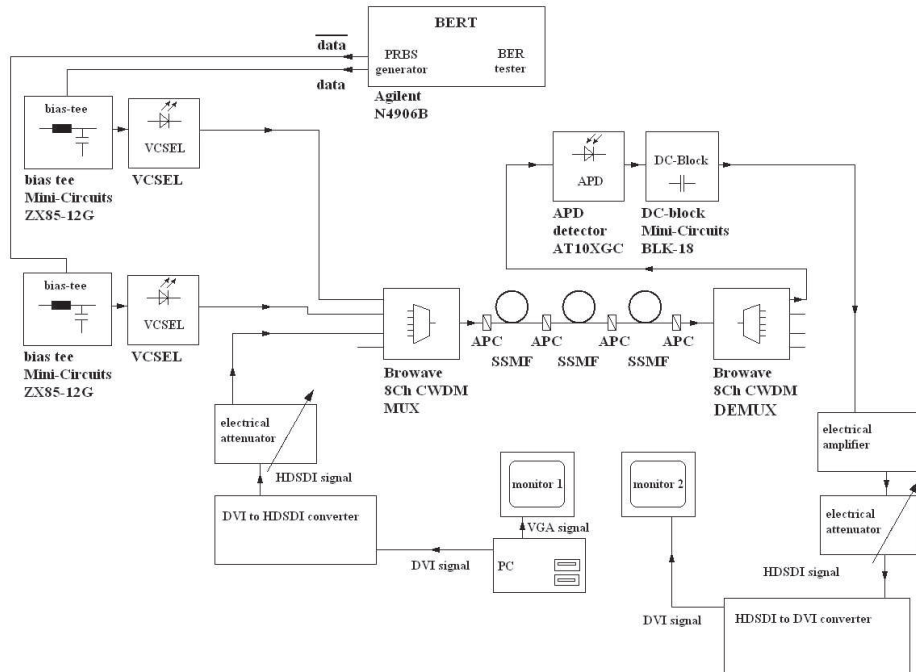 BERT
data
PRBS
generator
BER
tester
data
Agilent
N4906B
bias-tee
VCSEL
bias tee
Mini-Circuits
ZX85-12G
VCSEL
APD
DC-Block
APD
detector
AT10XGC
DC-block
Mini-Circuits
BLK-18
bias-tee
VCSEL
bias tee
Mini-Circuits
ZX85-12G
VCSEL
APC
APC
APC
APC
SSMF
SSMF
SSMF
Browave
8Ch CWDM
MUX
Browave
8Ch CWDM
DEMUX
electrical
attenuator
HDSDI signal
DVI to HDSDI converter
monitor 1
VGA signal
DVI signal
PC
monitor 2
DVI signal
electrical
amplifier
electrical
attenuator
HDSDI signal
HDSDI to DVI converter